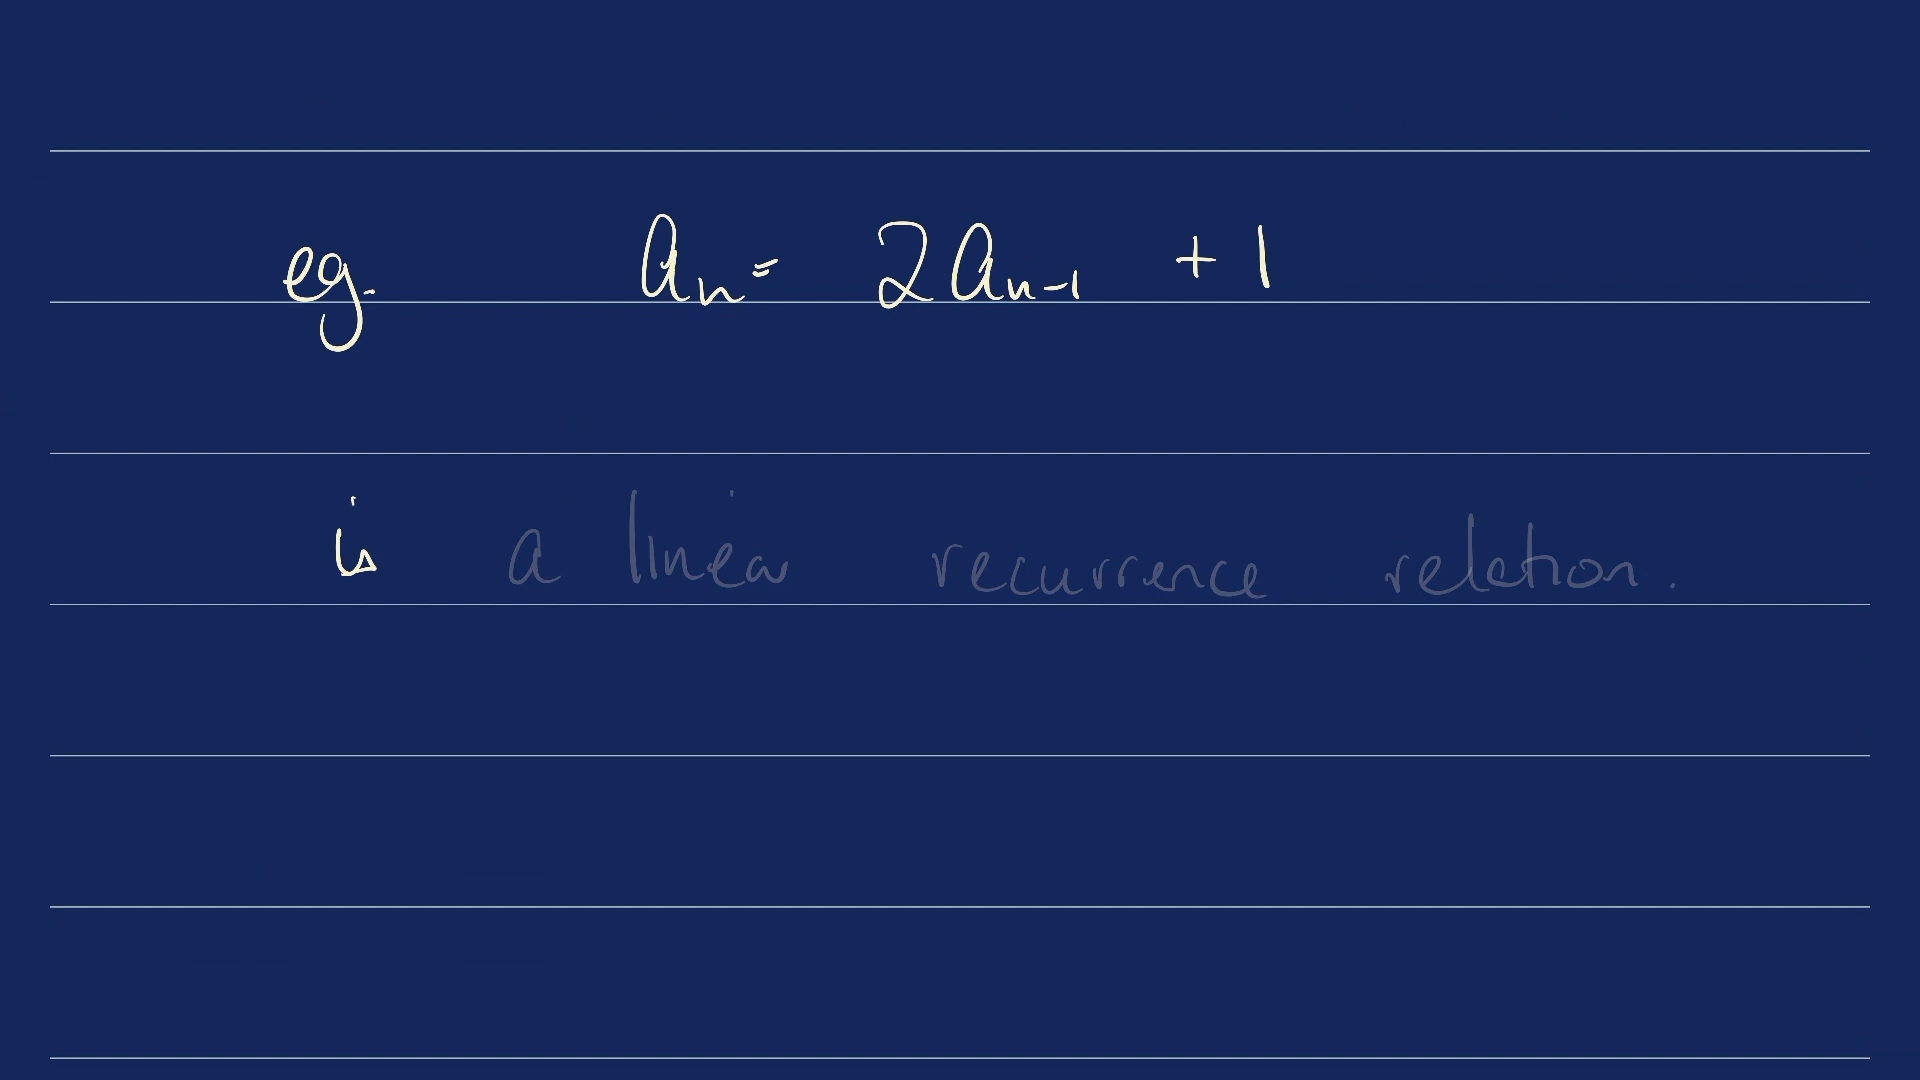 eg. aₙ = 2aₙ₋₁ + 1
is a linear recurrence relation.